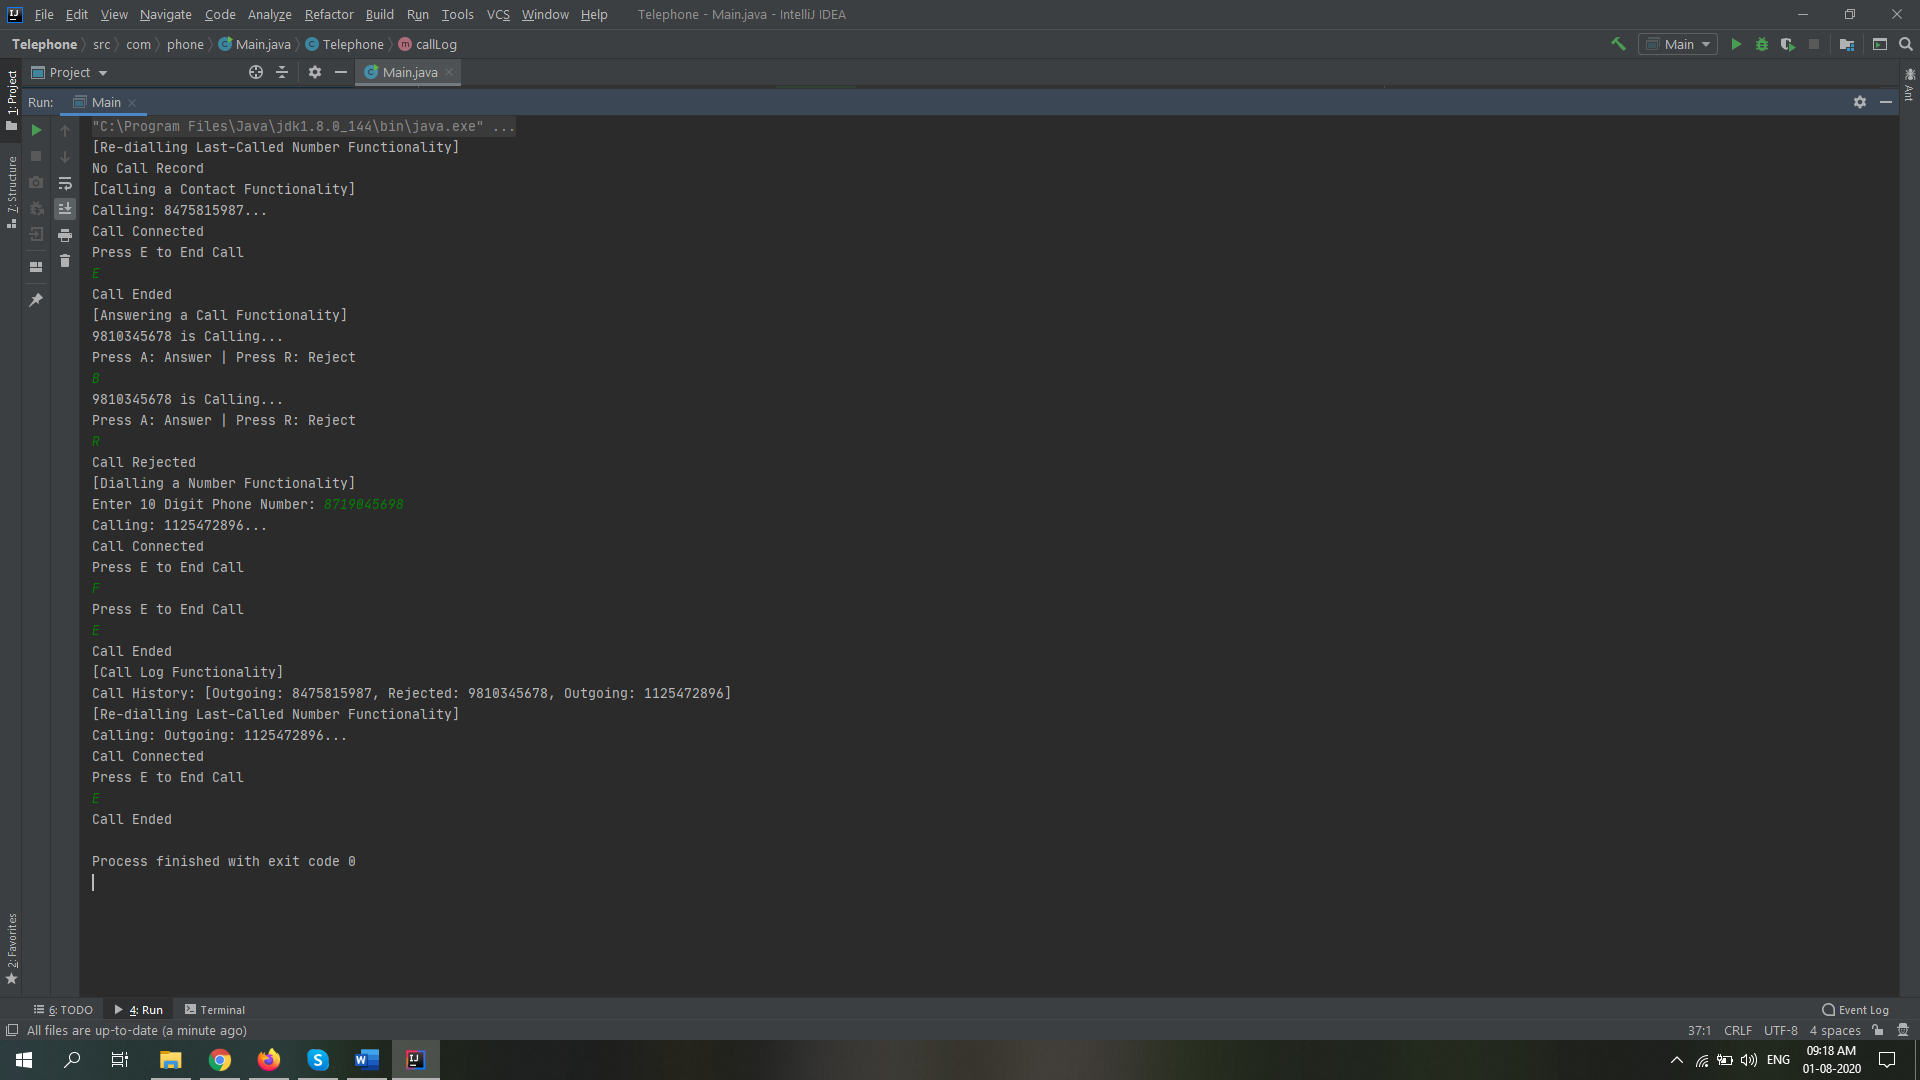 File Edit View Navigate Code Analyze Refactor Build Run Tools VCS Window Help Telephone - Main.java - IntelliJ IDEA
Telephone src com phone Main.java Telephone callLog Main
Project Main.java
Run: Main
1: Project
7: Structure
2: Favorites
Ant
"C:\Program Files\Java\jdk1.8.0_144\bin\java.exe" ...
[Re-dialling Last-Called Number Functionality]
No Call Record
[Calling a Contact Functionality]
Calling: 8475815987...
Call Connected
Press E to End Call
E
Call Ended
[Answering a Call Functionality]
9810345678 is Calling...
Press A: Answer | Press R: Reject
B
9810345678 is Calling...
Press A: Answer | Press R: Reject
R
Call Rejected
[Dialling a Number Functionality]
Enter 10 Digit Phone Number: 8719045698
Calling: 1125472896...
Call Connected
Press E to End Call
F
Press E to End Call
E
Call Ended
[Call Log Functionality]
Call History: [Outgoing: 8475815987, Rejected: 9810345678, Outgoing: 1125472896]
[Re-dialling Last-Called Number Functionality]
Calling: Outgoing: 1125472896...
Call Connected
Press E to End Call
E
Call Ended
Process finished with exit code 0
6: TODO 4: Run Terminal Event Log
All files are up-to-date (a minute ago) 37:1 CRLF UTF-8 4 spaces
ENG 09:18 AM
01-08-2020